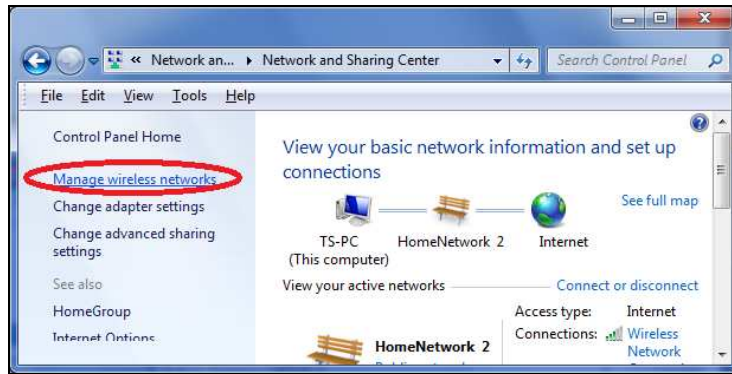 « Network an... ▸ Network and Sharing Center
Search Control Panel
File Edit View Tools Help
Control Panel Home
Manage wireless networks
Change adapter settings
Change advanced sharing
settings
See also
HomeGroup
Internet Options
View your basic network information and set up
connections
See full map
TS-PC
(This computer)
HomeNetwork 2
Internet
View your active networks
Connect or disconnect
HomeNetwork 2
Access type: Internet
Connections: Wireless
Network